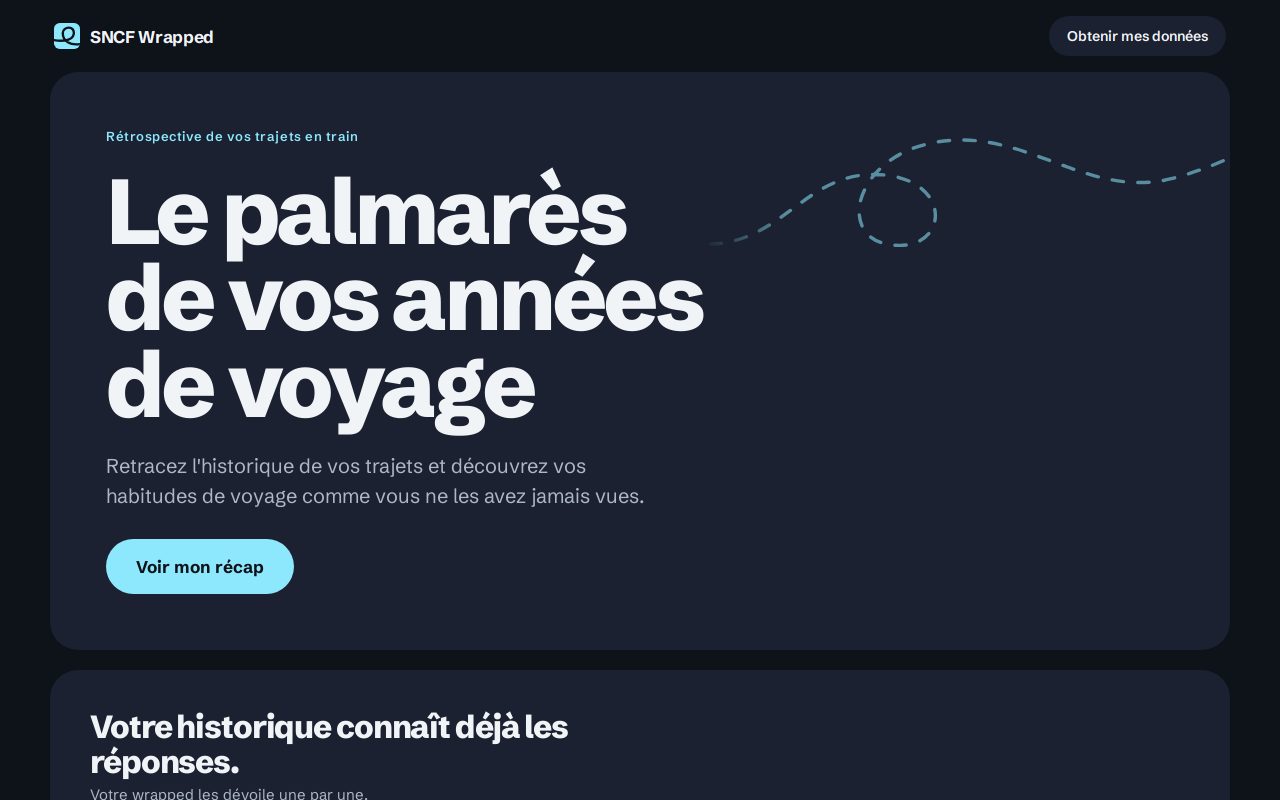 SNCF Wrapped
Obtenir mes données
Rétrospective de vos trajets en train
Le palmarès
de vos années
de voyage
Retracez l'historique de vos trajets et découvrez vos
habitudes de voyage comme vous ne les avez jamais vues.
Voir mon récap
Votre historique connaît déjà les
réponses.
Votre wrapped les dévoile une par une.